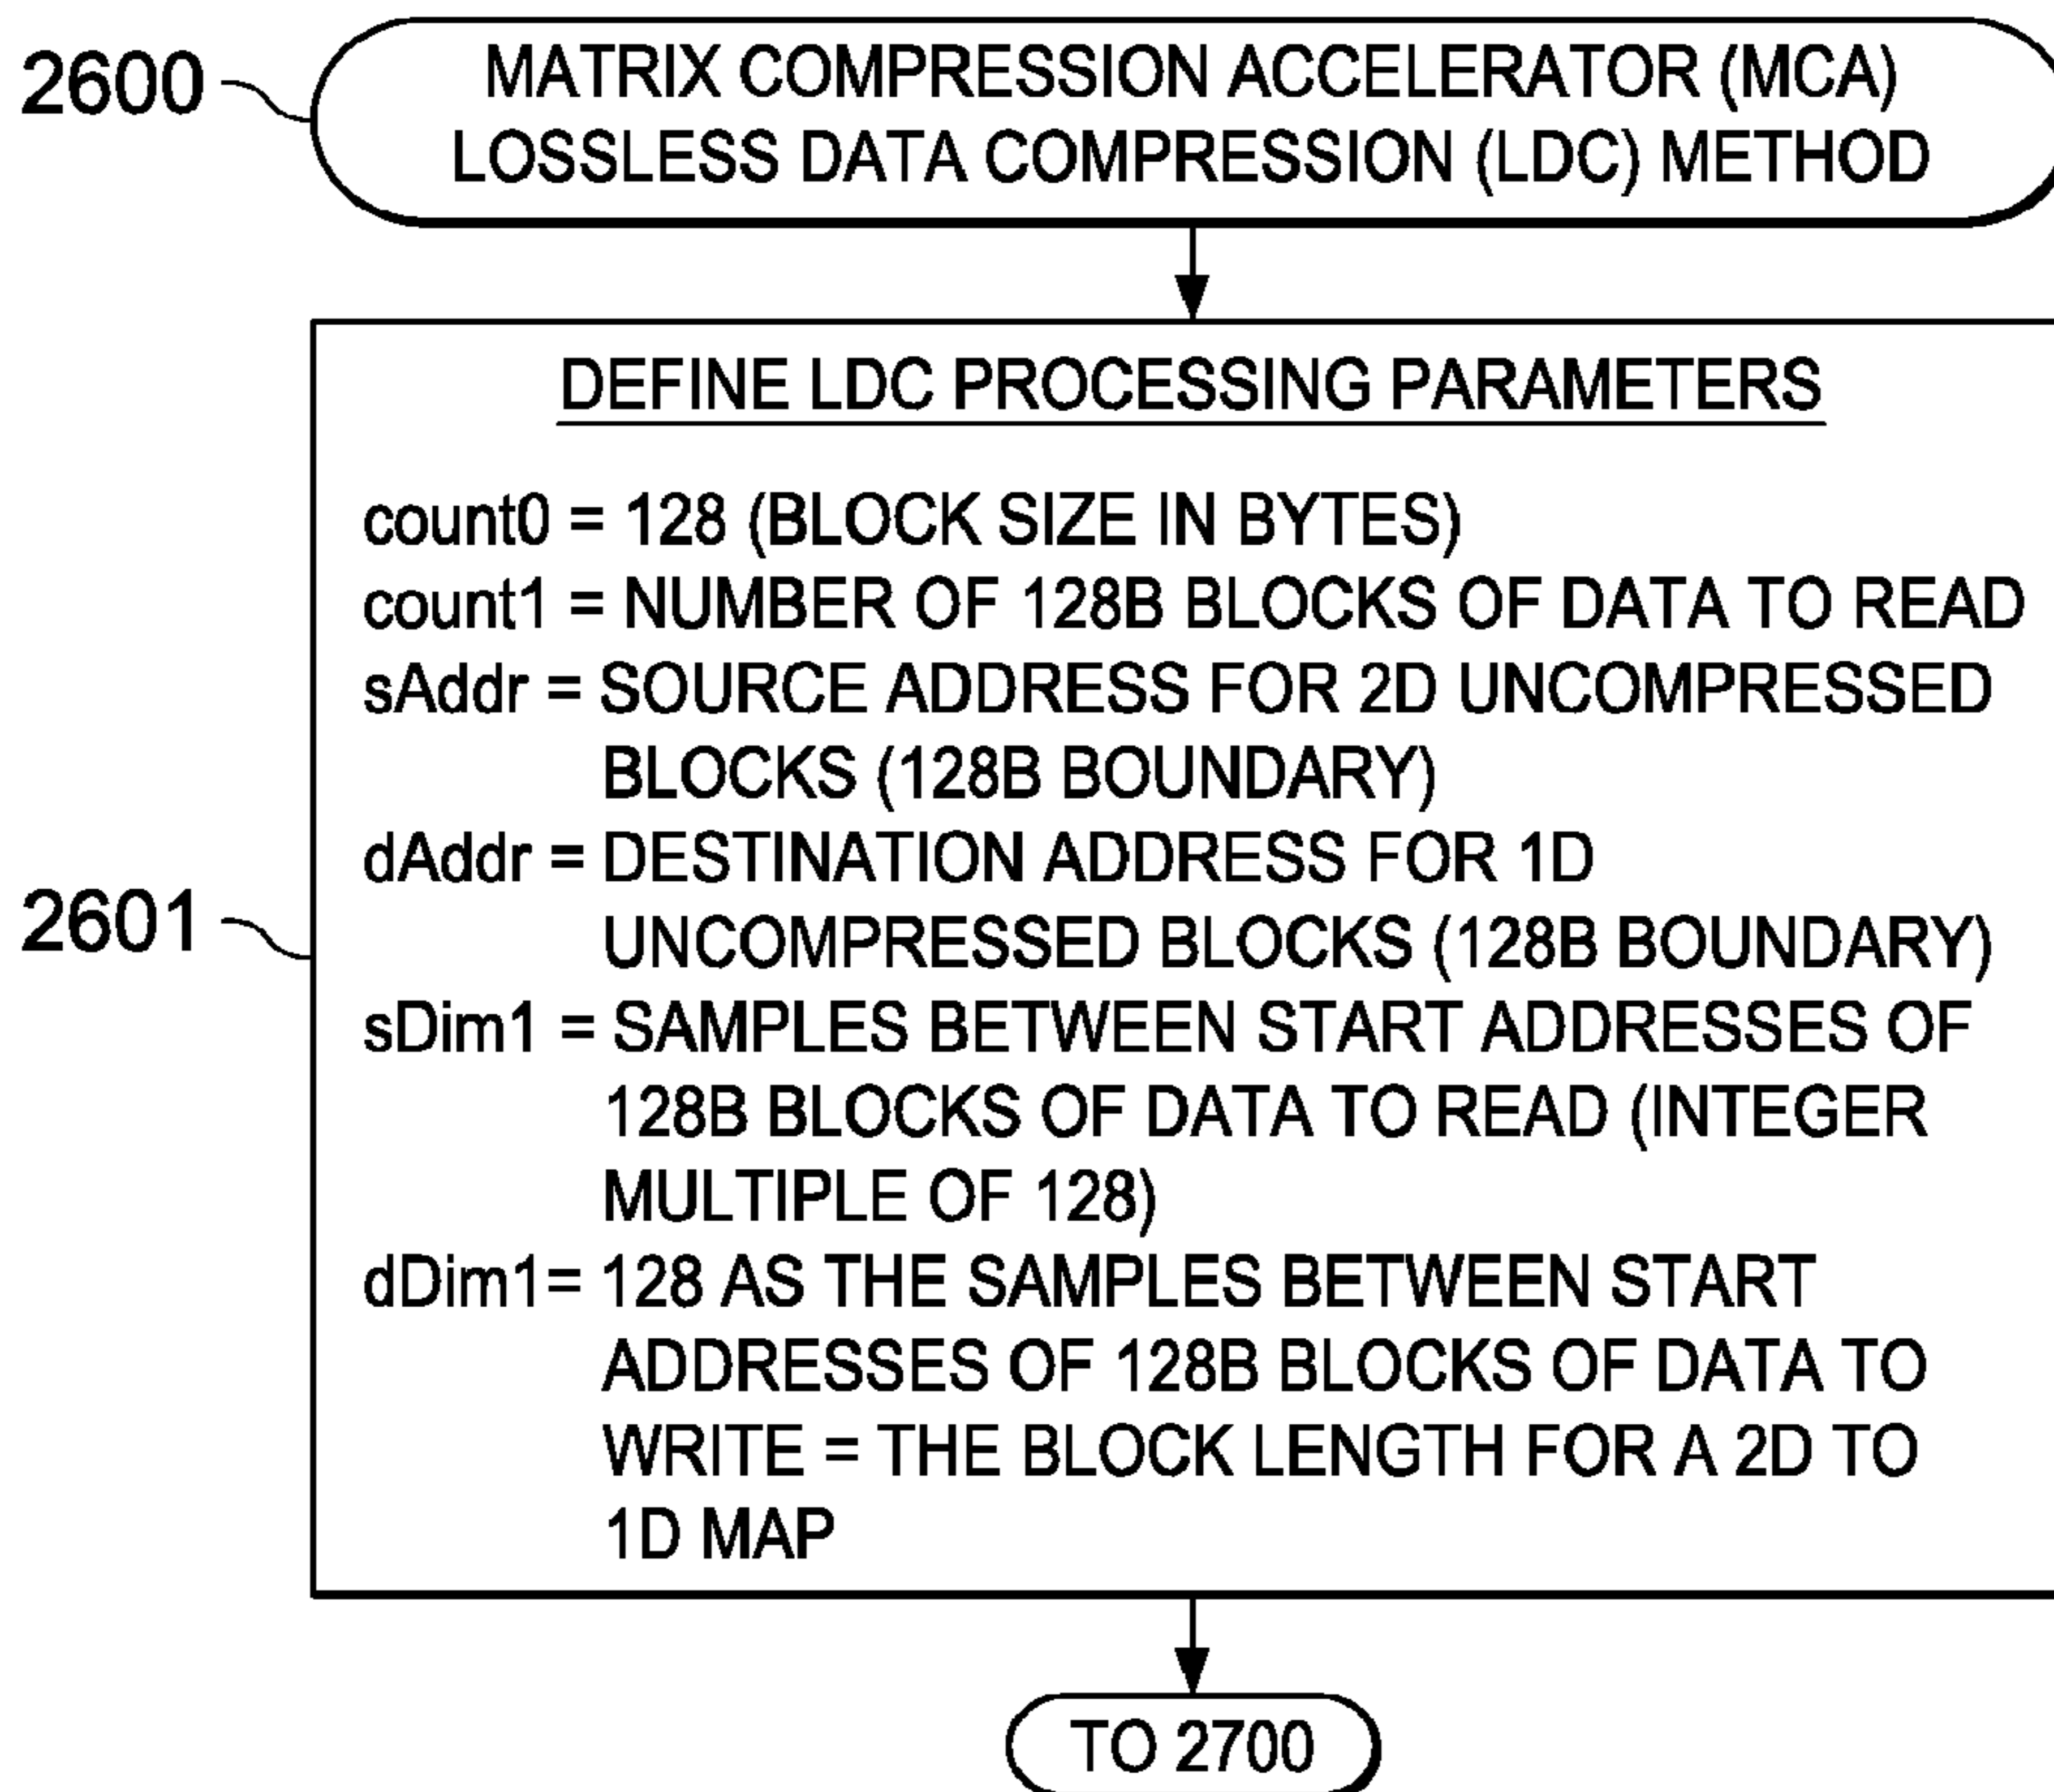 2600
MATRIX COMPRESSION ACCELERATOR (MCA)
LOSSLESS DATA COMPRESSION (LDC) METHOD
DEFINE LDC PROCESSING PARAMETERS
count0 = 128 (BLOCK SIZE IN BYTES)
count1 = NUMBER OF 128B BLOCKS OF DATA TO READ
sAddr = SOURCE ADDRESS FOR 2D UNCOMPRESSED
BLOCKS (128B BOUNDARY)
dAddr = DESTINATION ADDRESS FOR 1D
2601
UNCOMPRESSED BLOCKS (128B BOUNDARY)
sDim1 = SAMPLES BETWEEN START ADDRESSES OF
128B BLOCKS OF DATA TO READ (INTEGER
MULTIPLE OF 128)
dDim1= 128 AS THE SAMPLES BETWEEN START
ADDRESSES OF 128B BLOCKS OF DATA TO
WRITE = THE BLOCK LENGTH FOR A 2D TO
1D MAP
TO 2700